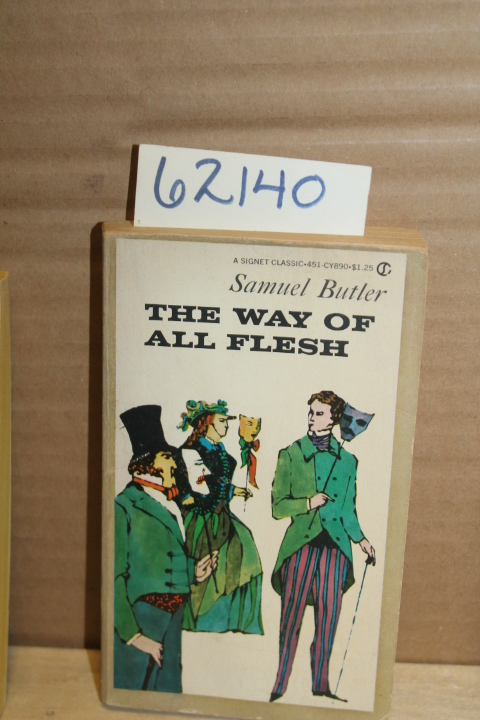 62140
A SIGNET CLASSIC•451-CY890•$1.25
Samuel Butler
THE WAY OF
ALL FLESH